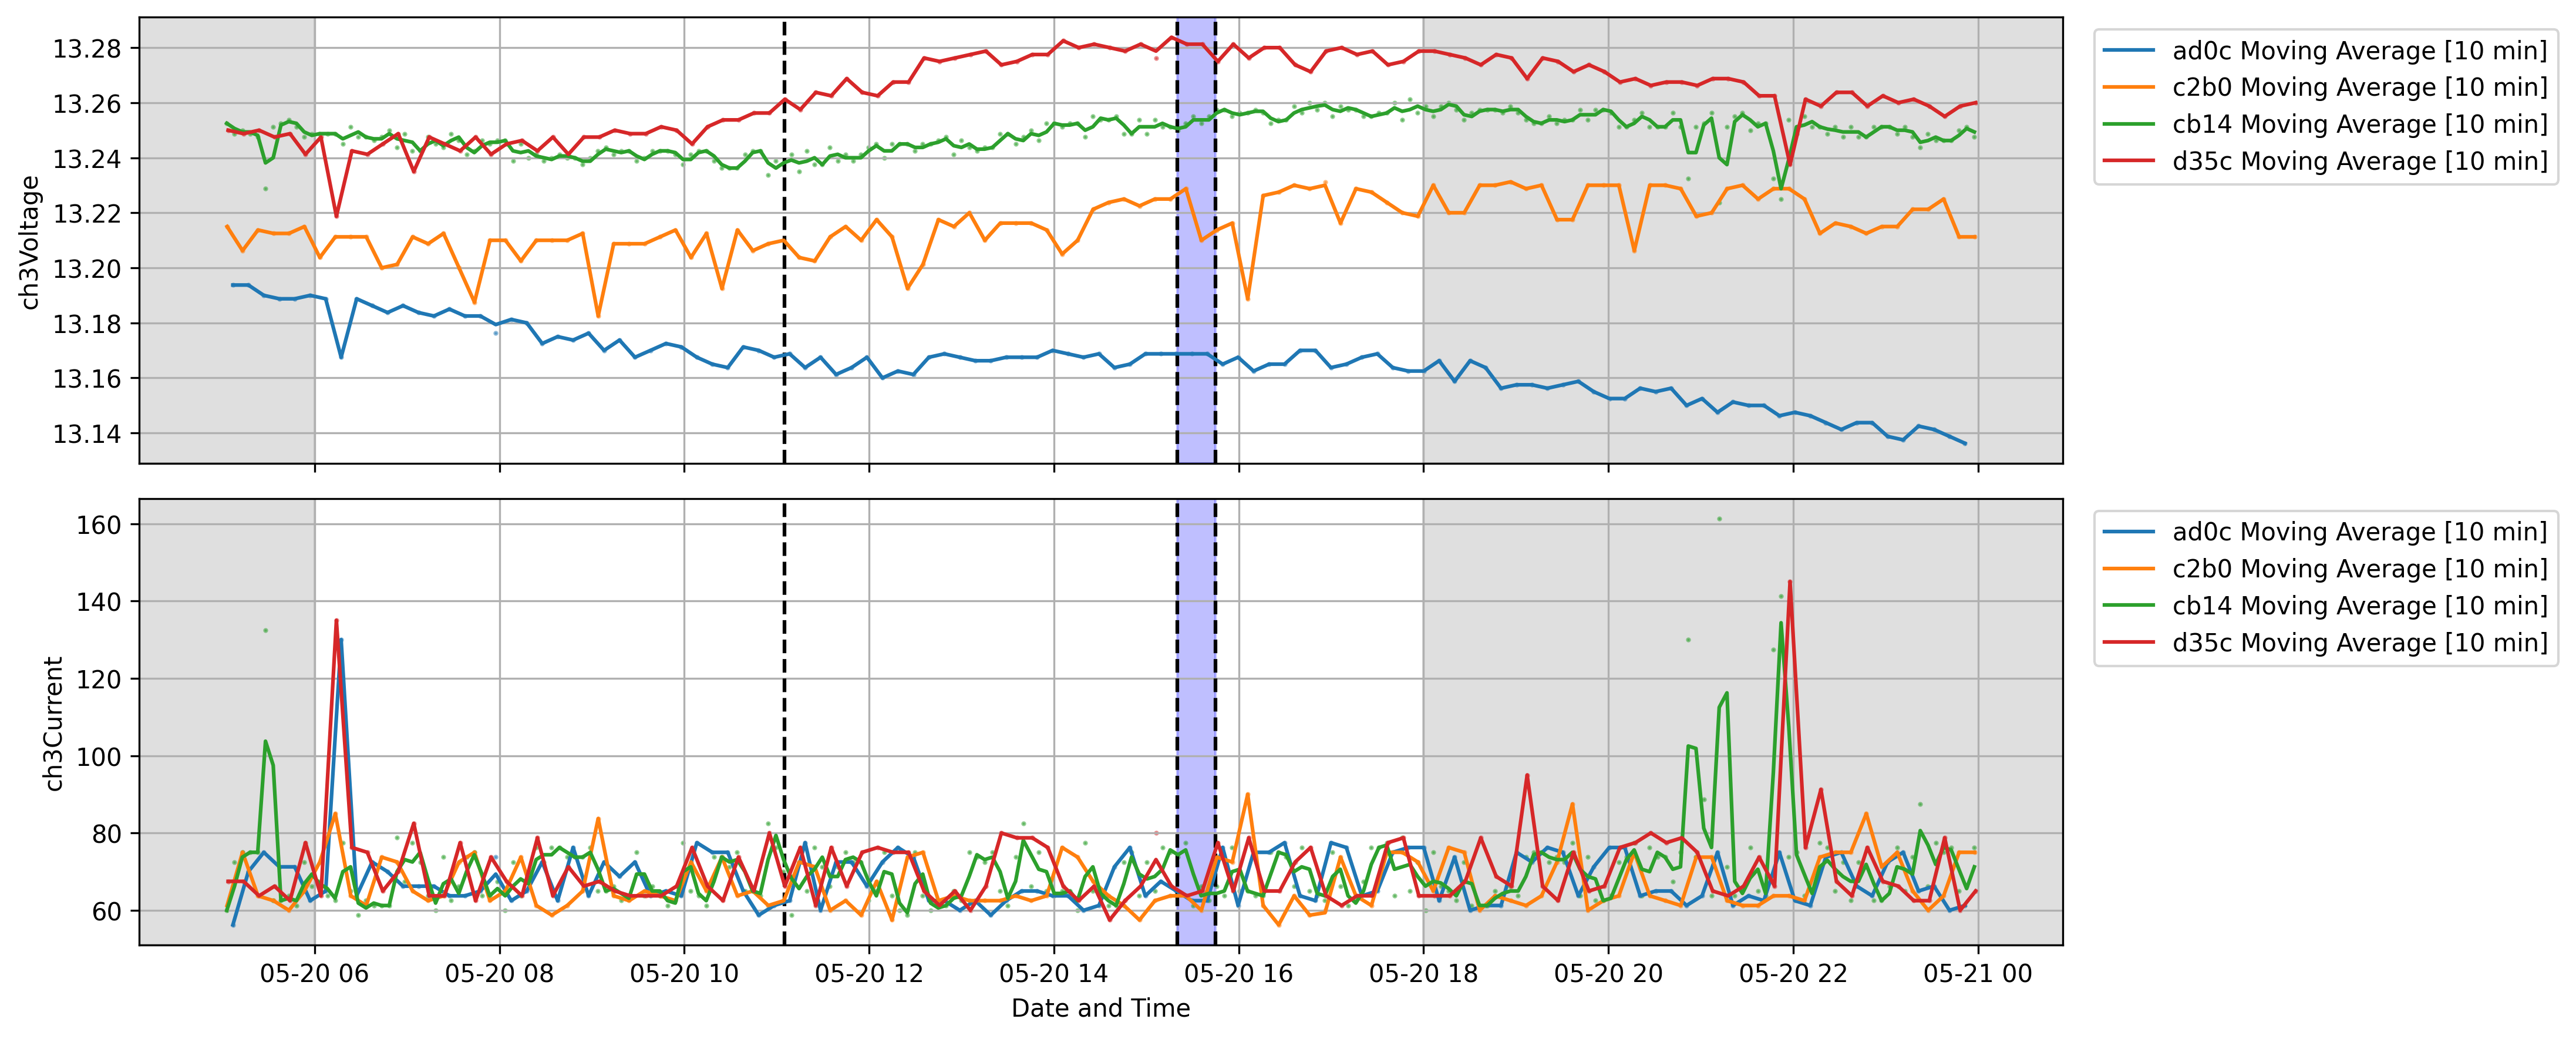 13.28
13.26
13.24
13.22
13.20
13.18
13.16
13.14
ch3Voltage
ad0c Moving Average [10 min]
c2b0 Moving Average [10 min]
cb14 Moving Average [10 min]
d35c Moving Average [10 min]
160
140
120
100
80
60
ch3Current
ad0c Moving Average [10 min]
c2b0 Moving Average [10 min]
cb14 Moving Average [10 min]
d35c Moving Average [10 min]
05-20 06
05-20 08
05-20 10
05-20 12
05-20 14
05-20 16
05-20 18
05-20 20
05-20 22
05-21 00
Date and Time